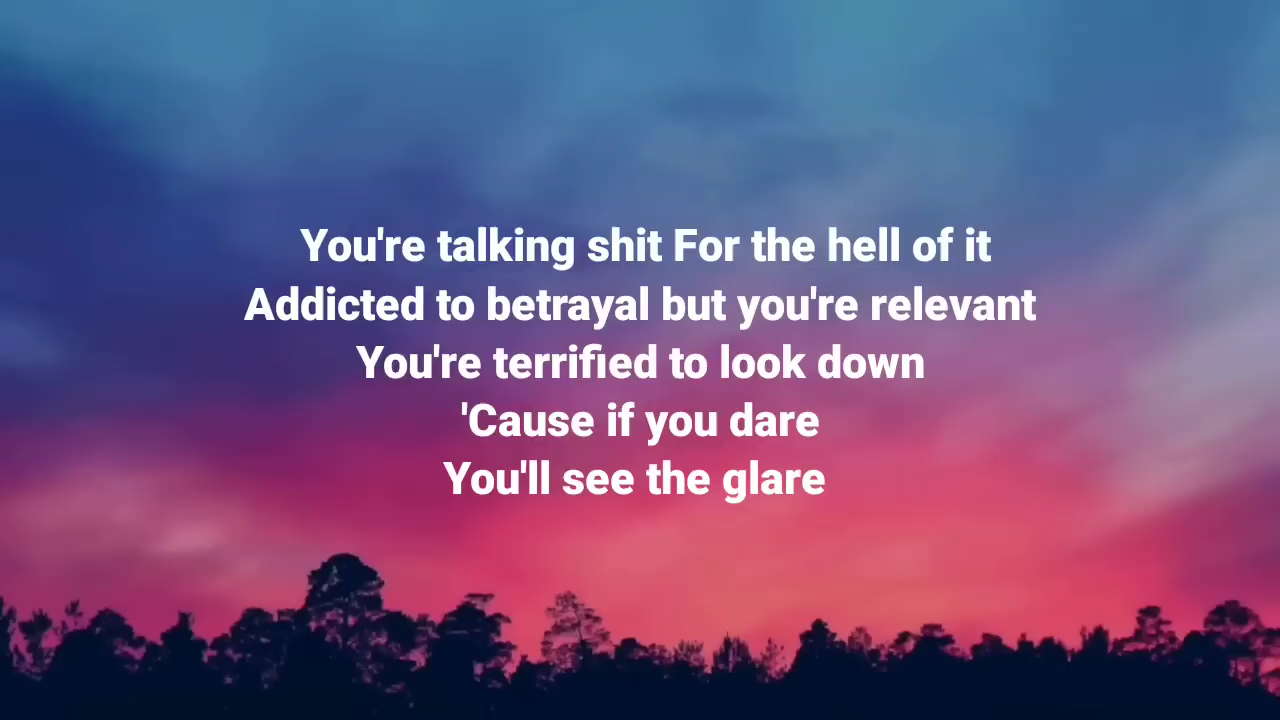 You're talking shit For the hell of it
Addicted to betrayal but you're relevant
You're terrified to look down
'Cause if you dare
You'll see the glare